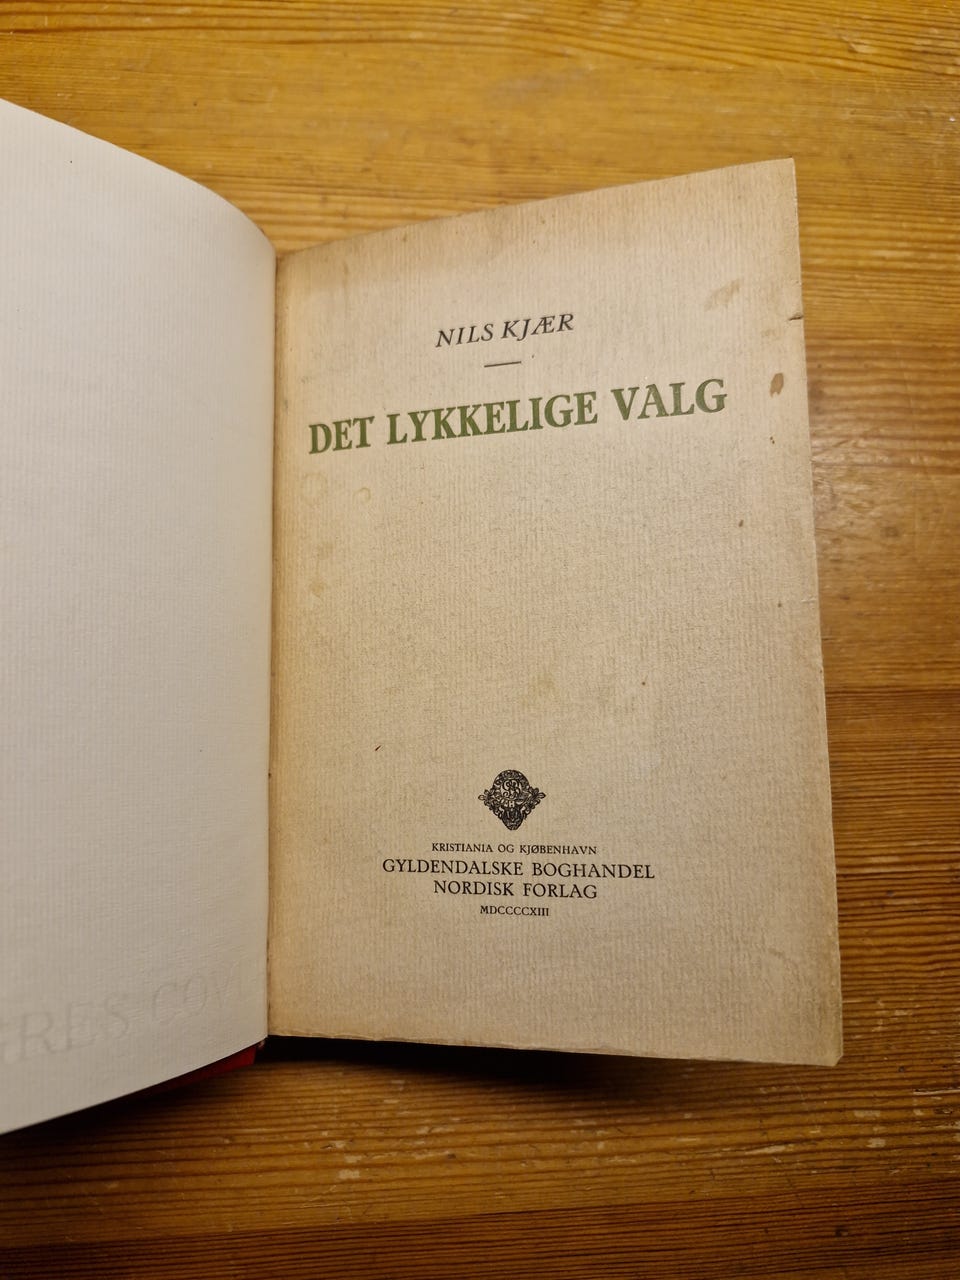 NILS KJÆR
DET LYKKELIGE VALG
KRISTIANIA OG KJØBENHAVN
GYLDENDALSKE BOGHANDEL
NORDISK FORLAG
MDCCCCXIII